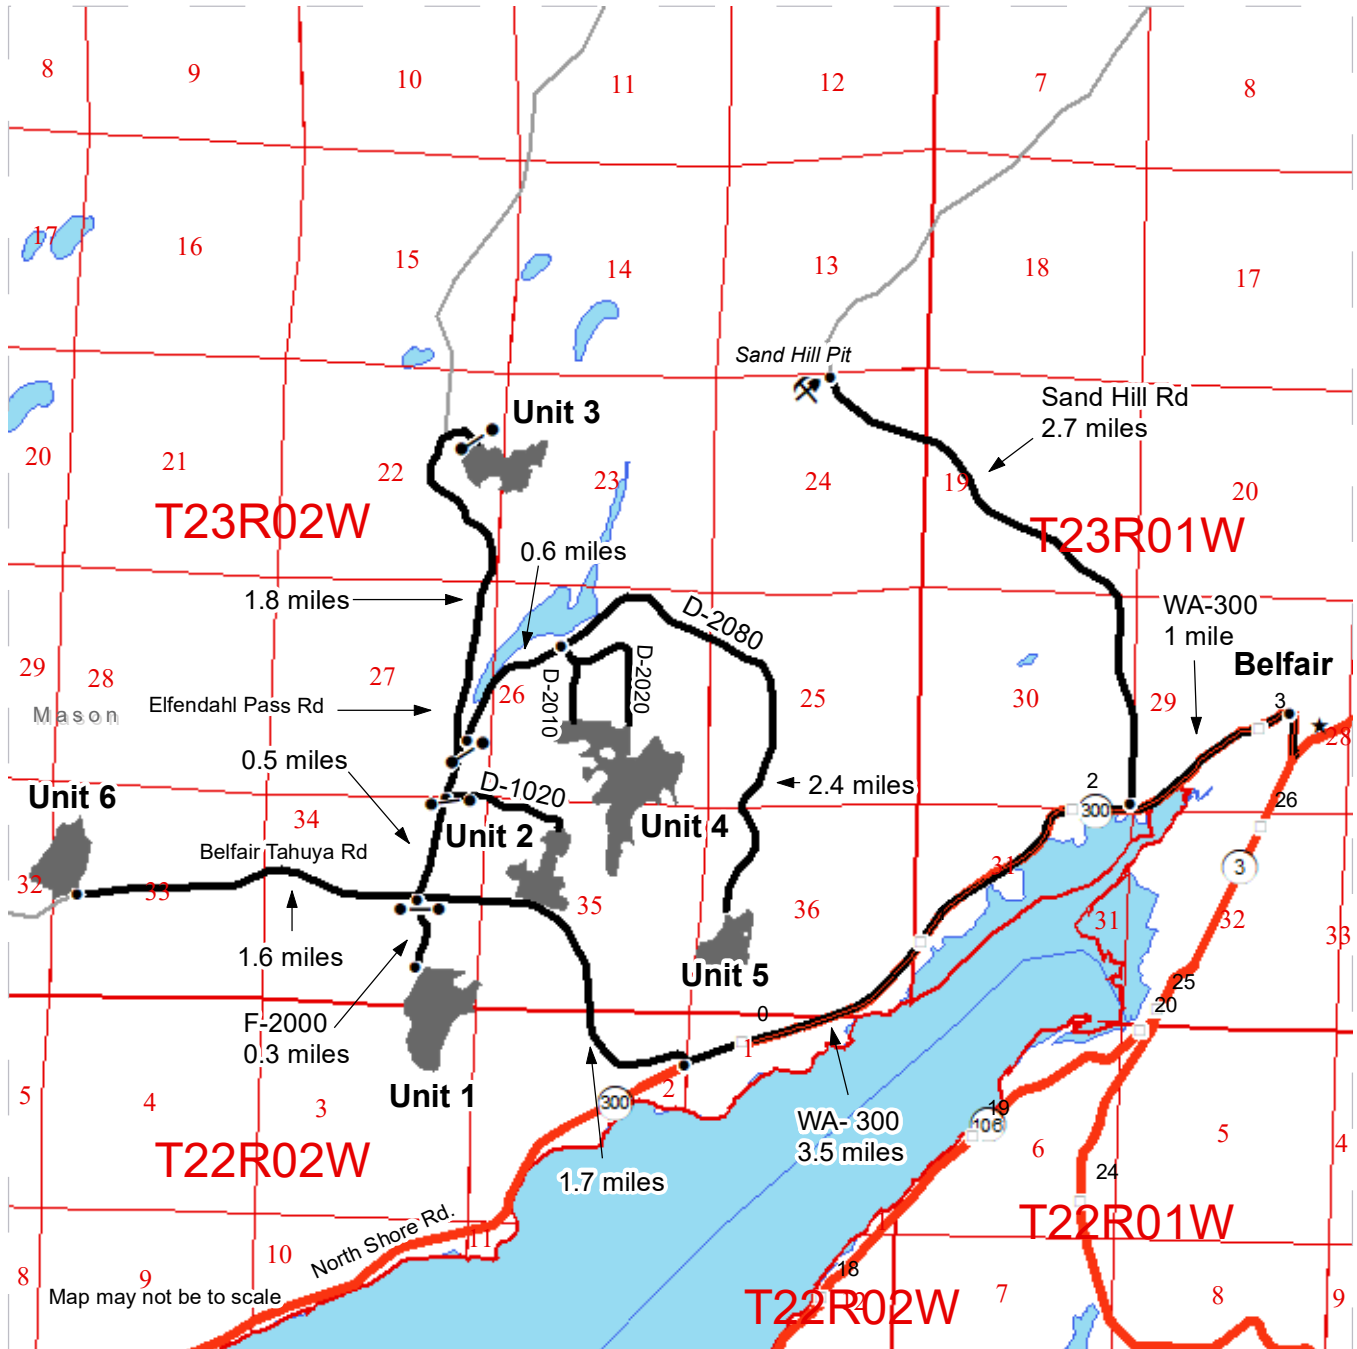 8
9
10
11
12
7
8
17
16
15
14
13
18
17
Sand Hill Pit
Sand Hill Rd
2.7 miles
Unit 3
20
21
22
23
24
19
20
T23R02W
T23R01W
0.6 miles
1.8 miles
D-2080
WA-300
1 mile
Belfair
29
28
27
26
D-2010
D-2020
25
30
29
3
28
Mason
Elfendahl Pass Rd
0.5 miles
D-1020
2.4 miles
2
300
26
Unit 6
34
Unit 2
Unit 4
Belfair Tahuya Rd
3
32
33
35
36
31
31
32
33
1.6 miles
Unit 5
25
20
F-2000
0.3 miles
0
1
Unit 1
5
4
3
2
300
WA- 300
3.5 miles
19
106
6
5
4
T22R02W
1.7 miles
24
T22R01W
North Shore Rd.
11
10
9
8
18
12
T22R02W
7
8
9
Map may not be to scale